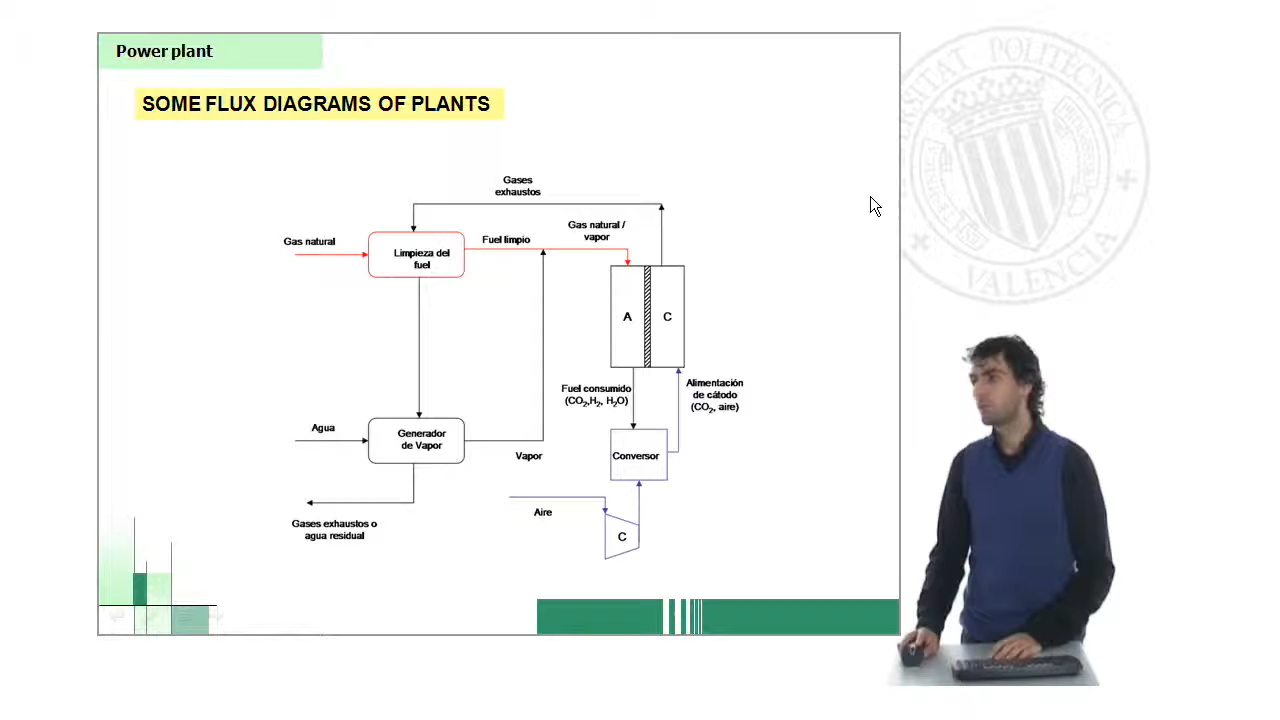 Power plant
SOME FLUX DIAGRAMS OF PLANTS
Gases
exhaustos
Gas natural
Limpieza del
fuel
Fuel limpio
Gas natural /
vapor
A
C
Fuel consumido
(CO₂,H₂, H₂O)
Alimentación
de cátodo
(CO₂, aire)
Agua
Generador
de Vapor
Vapor
Conversor
Aire
C
Gases exhaustos o
agua residual
POLITECNICA
VALENCIA